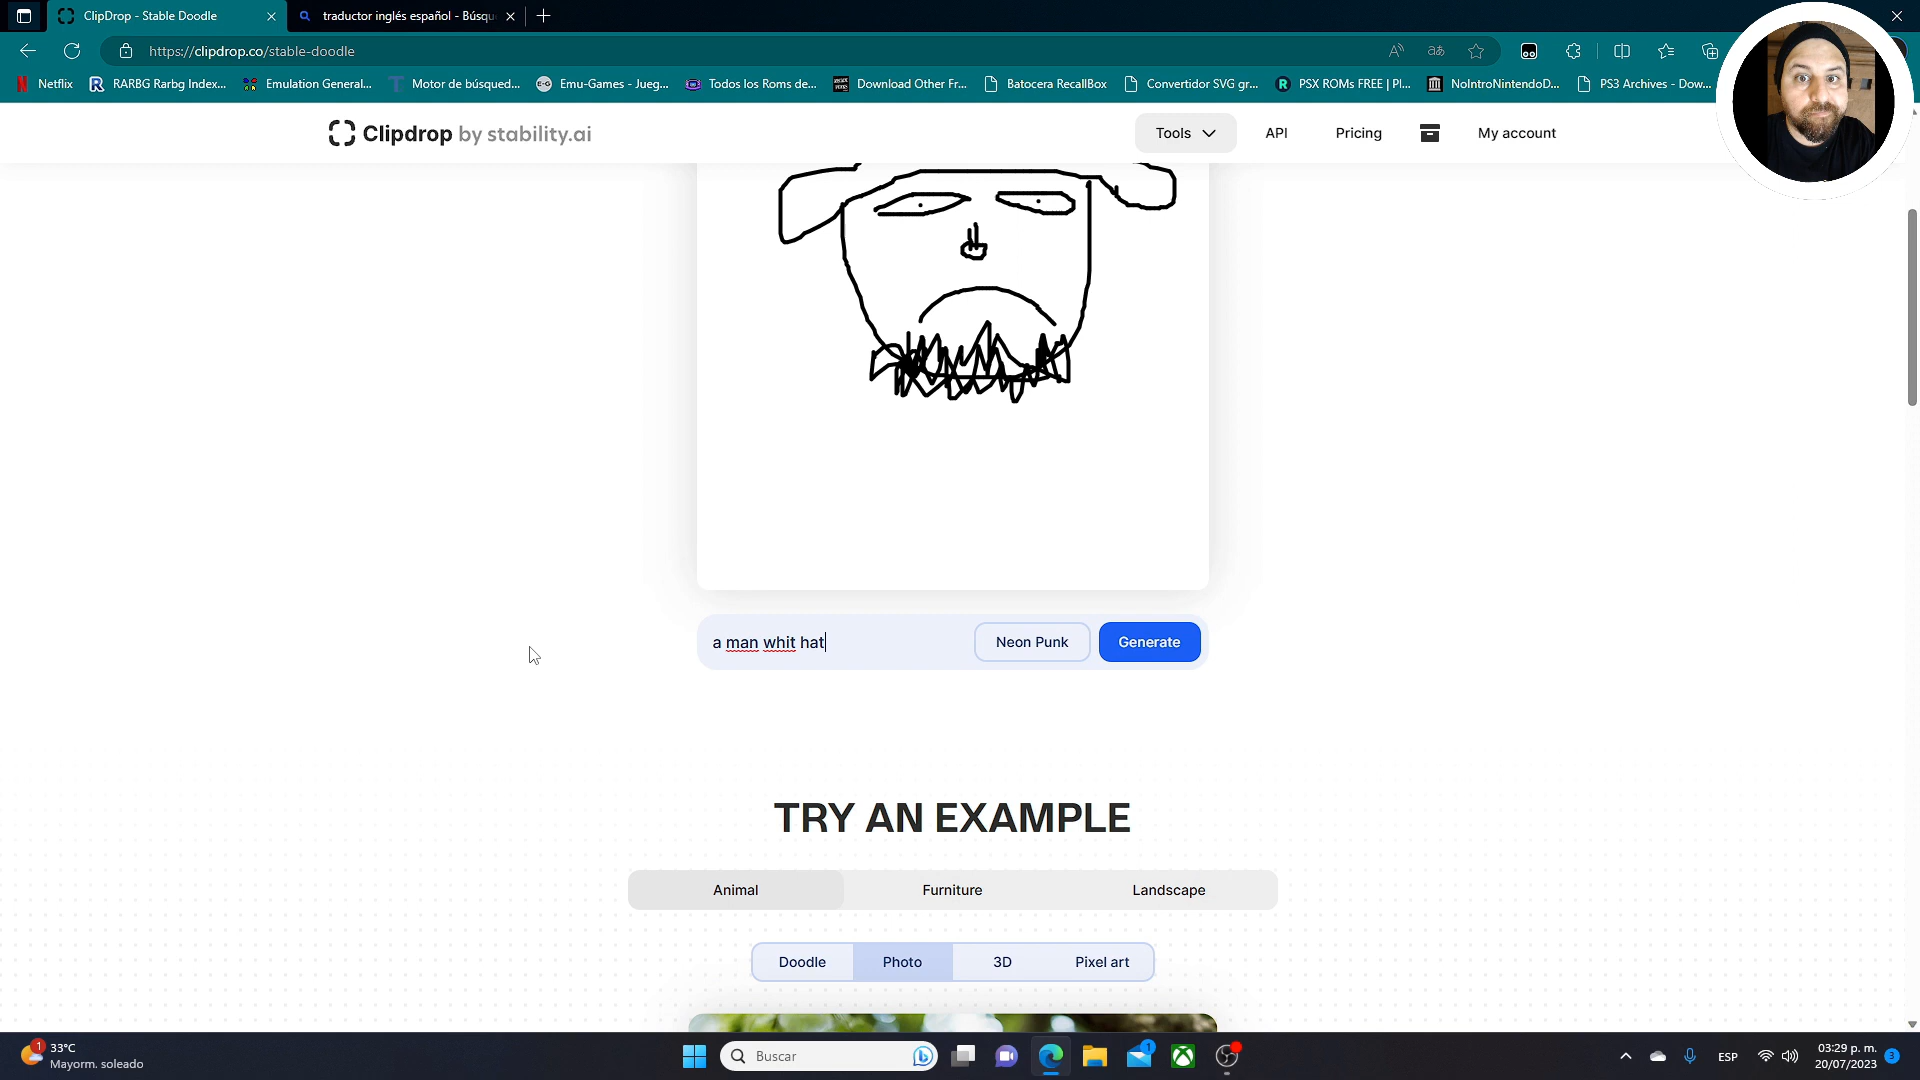 ClipDrop - Stable Doodle
traductor inglés español - Búsqu
https://clipdrop.co/stable-doodle
Netflix
RARBG Rarbg Index...
Emulation General...
Motor de búsqued...
Emu-Games - Jueg...
Todos los Roms de...
Download Other Fr...
Batocera RecallBox
Convertidor SVG gr...
PSX ROMs FREE | Pl...
NoIntroNintendoD...
PS3 Archives - Dow...
Clipdrop by stability.ai
Tools
API
Pricing
My account
a man whit hat
Neon Punk
Generate
TRY AN EXAMPLE
Animal
Furniture
Landscape
Doodle
Photo
3D
Pixel art
1
33°C
Mayorm. soleado
Buscar
1
ESP
03:29 p. m.
20/07/2023
3